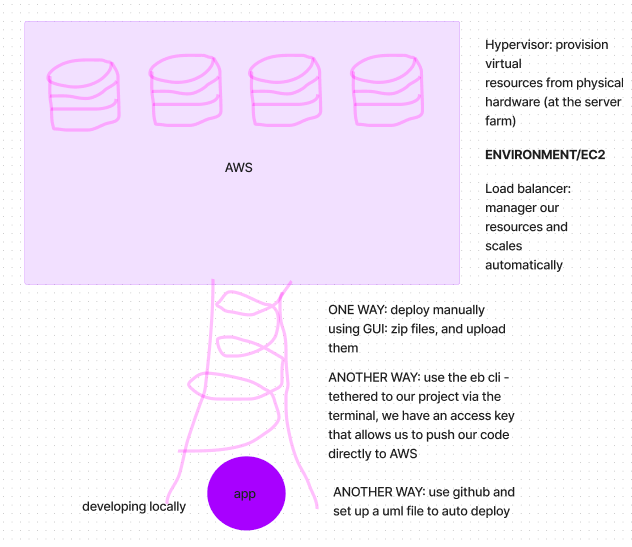 Hypervisor: provision
virtual
resources from physical
hardware (at the server
farm)
ENVIRONMENT/EC2
Load balancer:
manager our
resources and
scales
automatically
AWS
ONE WAY: deploy manually
using GUI: zip files, and upload
them
ANOTHER WAY: use the eb cli -
tethered to our project via the
terminal, we have an access key
that allows us to push our code
directly to AWS
ANOTHER WAY: use github and
set up a uml file to auto deploy
app
developing locally